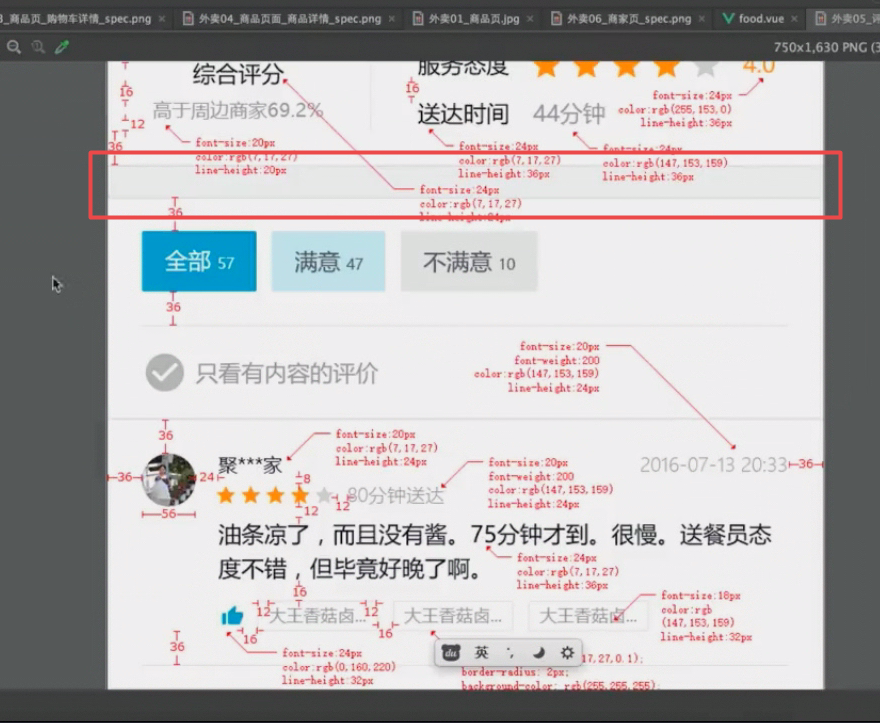 3_商品页_购物车详情_spec.png × 外卖04_商品页面_商品详情_spec.png × 外卖01_商品页.jpg × 外卖06_商家页_spec.png × food.vue × 外卖05_评
750x1,630 PNG (3
综合评分
服务态度 4.0
16 16
高于周边商家69.2%
送达时间 44分钟
font-size:24px
color:rgb(255,153,0)
line-height:36px
12
36
font-size:20px
color:rgb(7,17,27)
line-height:20px
font-size:24px
color:rgb(7,17,27)
line-height:36px
font-size:24px
color:rgb(147,153,159)
line-height:36px
font-size:24px
color:rgb(7,17,27)
line-height:24px
36
全部 57 满意 47 不满意 10
36
font-size:20px
font-weight:200
color:rgb(147,153,159)
line-height:24px
只看有内容的评价
36
font-size:20px
color:rgb(7,17,27)
line-height:24px
聚***家
2016-07-13 20:33 36
36 24
font-size:20px
font-weight:200
color:rgb(147,153,159)
line-height:24px
8
12 30分钟送达
56
12
油条凉了，而且没有酱。75分钟才到。很慢。送餐员态
度不错，但毕竟好晚了啊。
font-size:24px
color:rgb(7,17,27)
line-height:36px
16
12 大王香菇卤... 12 大王香菇卤... 大王香菇卤...
16 16
font-size:18px
color:rgb
(147,153,159)
line-height:32px
36
font-size:24px
color:rgb(0,160,220)
line-height:32px
du 英
17,27,0.1);
border-radius: 2px;
background-color: rgb(255,255,255);